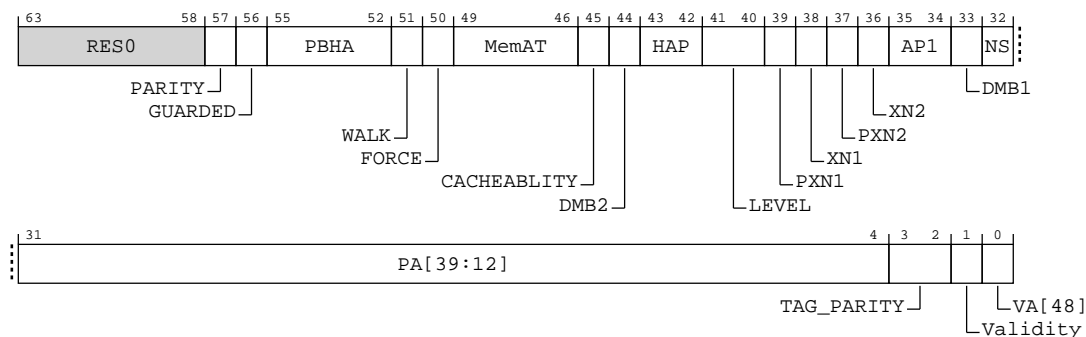 63 58 57 56 55 52 51 50 49 46 45 44 43 42 41 40 39 38 37 36 35 34 33 32
RES0 PBHA MemAT HAP AP1 NS
PARITY DMB1
GUARDED XN2
WALK PXN2
FORCE XN1
CACHEABLITY PXN1
DMB2 LEVEL
31 4 3 2 1 0
PA[39:12]
TAG_PARITY VA[48]
Validity